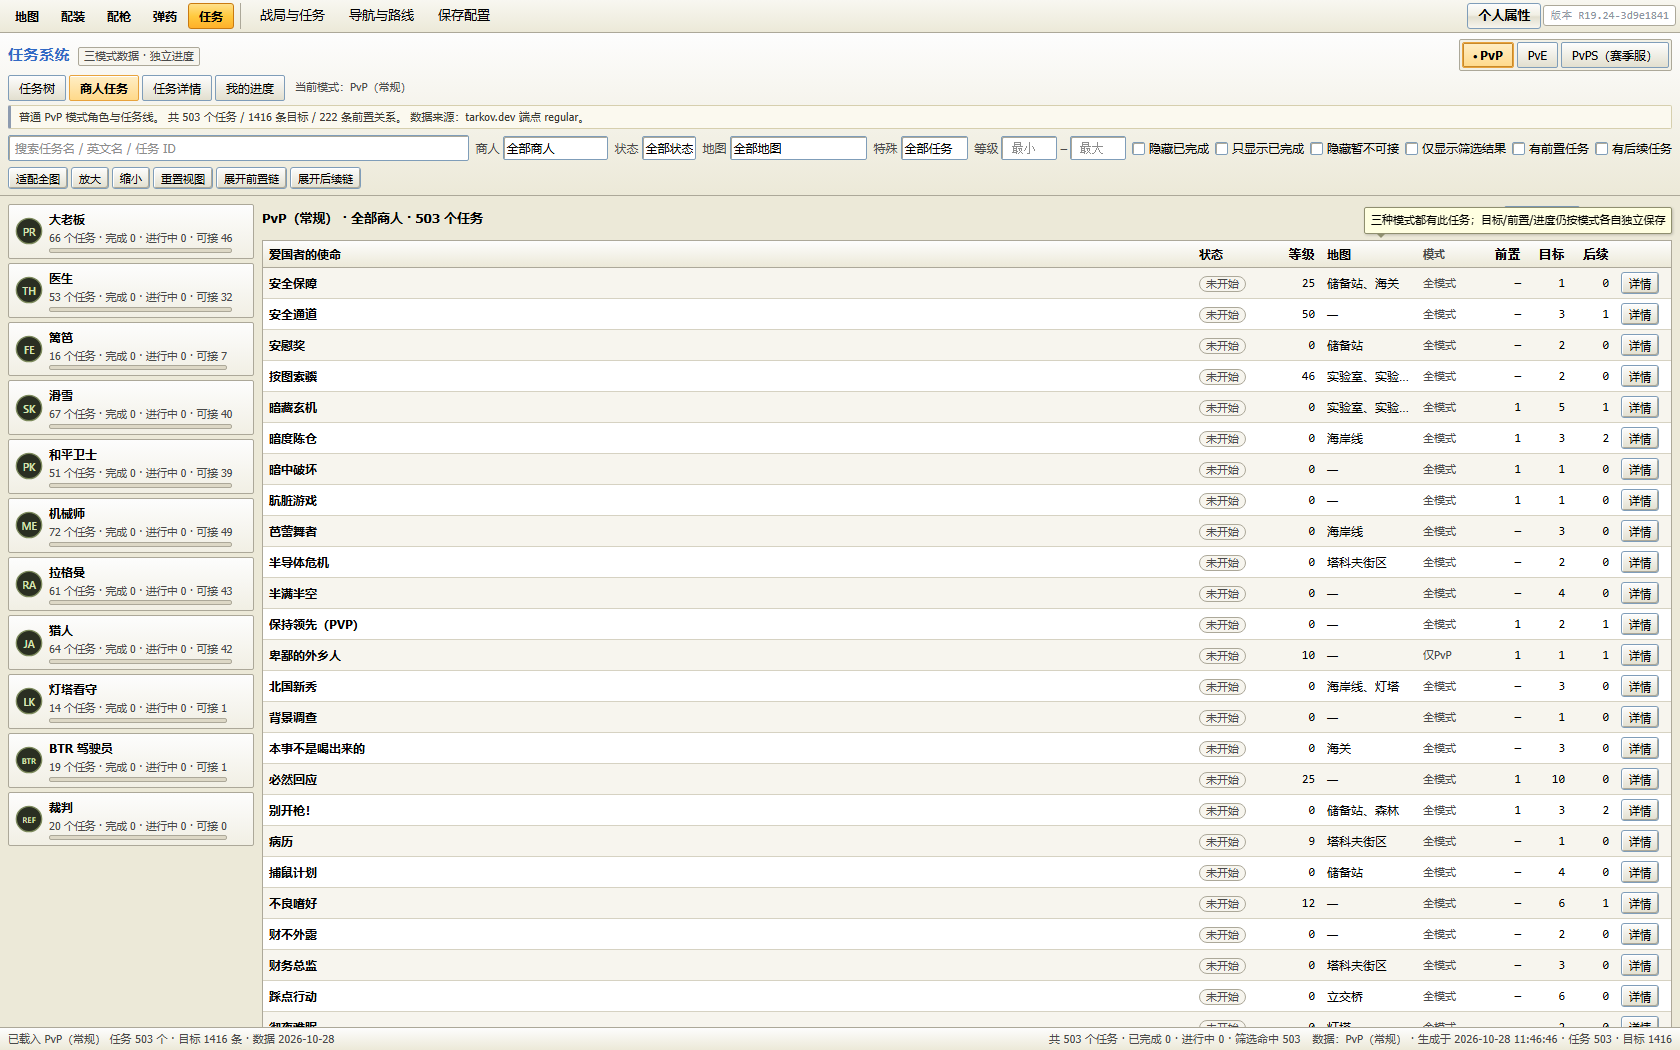 地图 配装 配枪 弹药 任务 战局与任务 导航与路线 保存配置 个人属性 版本 R19.24-3d9e1841
任务系统 三模式数据 · 独立进度 • PvP PvE PvPS（赛季服）
任务树 商人任务 任务详情 我的进度 当前模式：PvP（常规）
普通 PvP 模式角色与任务线。 共 503 个任务 / 1416 条目标 / 222 条前置关系。 数据来源：tarkov.dev 端点 regular。
搜索任务名 / 英文名 / 任务 ID 商人 全部商人 状态 全部状态 地图 全部地图 特殊 全部任务 等级 最小 – 最大 隐藏已完成 只显示已完成 隐藏暂不可接 仅显示筛选结果 有前置任务 有后续任务
适配全图 放大 缩小 重置视图 展开前置链 展开后续链
PR 大老板
66 个任务 · 完成 0 · 进行中 0 · 可接 46
TH 医生
53 个任务 · 完成 0 · 进行中 0 · 可接 32
FE 篱笆
16 个任务 · 完成 0 · 进行中 0 · 可接 7
SK 滑雪
67 个任务 · 完成 0 · 进行中 0 · 可接 40
PK 和平卫士
51 个任务 · 完成 0 · 进行中 0 · 可接 39
ME 机械师
72 个任务 · 完成 0 · 进行中 0 · 可接 49
RA 拉格曼
61 个任务 · 完成 0 · 进行中 0 · 可接 43
JA 猎人
64 个任务 · 完成 0 · 进行中 0 · 可接 42
LK 灯塔看守
14 个任务 · 完成 0 · 进行中 0 · 可接 1
BTR BTR 驾驶员
19 个任务 · 完成 0 · 进行中 0 · 可接 1
REF 裁判
20 个任务 · 完成 0 · 进行中 0 · 可接 0
PvP（常规） · 全部商人 · 503 个任务
三种模式都有此任务；目标/前置/进度仍按模式各自独立保存
爱国者的使命 状态 等级 地图 模式 前置 目标 后续
安全保障 未开始 25 储备站、海关 全模式 — 1 0 详情
安全通道 未开始 50 — 全模式 — 3 1 详情
安慰奖 未开始 0 储备站 全模式 — 2 0 详情
按图索骥 未开始 46 实验室、实验... 全模式 — 2 0 详情
暗藏玄机 未开始 0 实验室、实验... 全模式 1 5 1 详情
暗度陈仓 未开始 0 海岸线 全模式 1 3 2 详情
暗中破坏 未开始 0 — 全模式 1 1 0 详情
肮脏游戏 未开始 0 — 全模式 1 1 0 详情
芭蕾舞者 未开始 0 海岸线 全模式 — 3 0 详情
半导体危机 未开始 0 塔科夫街区 全模式 — 2 0 详情
半满半空 未开始 0 — 全模式 — 4 0 详情
保持领先（PVP） 未开始 0 — 全模式 1 2 1 详情
卑鄙的外乡人 未开始 10 — 仅PvP 1 1 1 详情
北国新秀 未开始 0 海岸线、灯塔 全模式 — 3 0 详情
背景调查 未开始 0 — 全模式 — 1 0 详情
本事不是喝出来的 未开始 0 海关 全模式 — 3 0 详情
必然回应 未开始 25 — 全模式 1 10 0 详情
别开枪！ 未开始 0 储备站、森林 全模式 1 3 2 详情
病历 未开始 9 塔科夫街区 全模式 — 1 0 详情
捕鼠计划 未开始 0 储备站 全模式 — 4 0 详情
不良嗜好 未开始 12 — 全模式 — 6 1 详情
财不外露 未开始 0 — 全模式 — 2 0 详情
财务总监 未开始 0 塔科夫街区 全模式 — 3 0 详情
踩点行动 未开始 0 立交桥 全模式 — 6 0 详情
已载入 PvP（常规） 任务 503 个 · 目标 1416 条 · 数据 2026-10-28 共 503 个任务 · 已完成 0 · 进行中 0 · 筛选命中 503 数据：PvP（常规） · 生成于 2026-10-28 11:46:46 · 任务 503 · 目标 1416